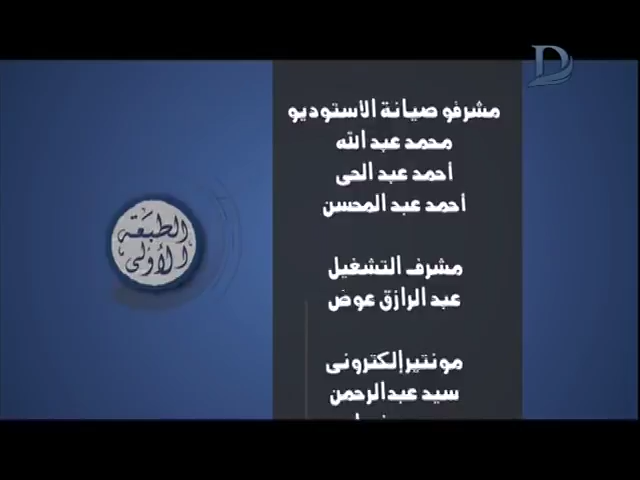 مشرفو صيانة الاستوديو
محمد عبد الله
أحمد عبد الحى
أحمد عبد المحسن
مشرف التشغيل
عبد الرازق عوض
مونتير إلكترونى
سيد عبدالرحمن
الطبعة
الأولى